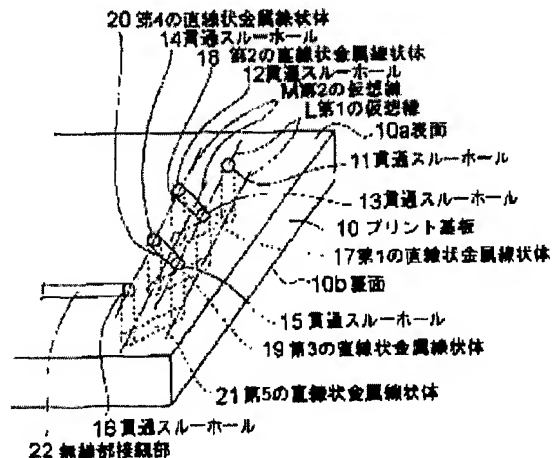 20 第4の直線状金属線状体
14貫通スルーホール
18 第2の直線状金属線状体
12貫通スルーホール
M第2の仮想線
L第1の仮想線
10a表面
11貫通スルーホール
13貫通スルーホール
10 プリント基板
17第1の直線状金属線状体
10b裏面
15貫通スルーホール
19 第3の直線状金属線状体
21第5の直線状金属線状体
16貫通スルーホール
22 無線部接続部